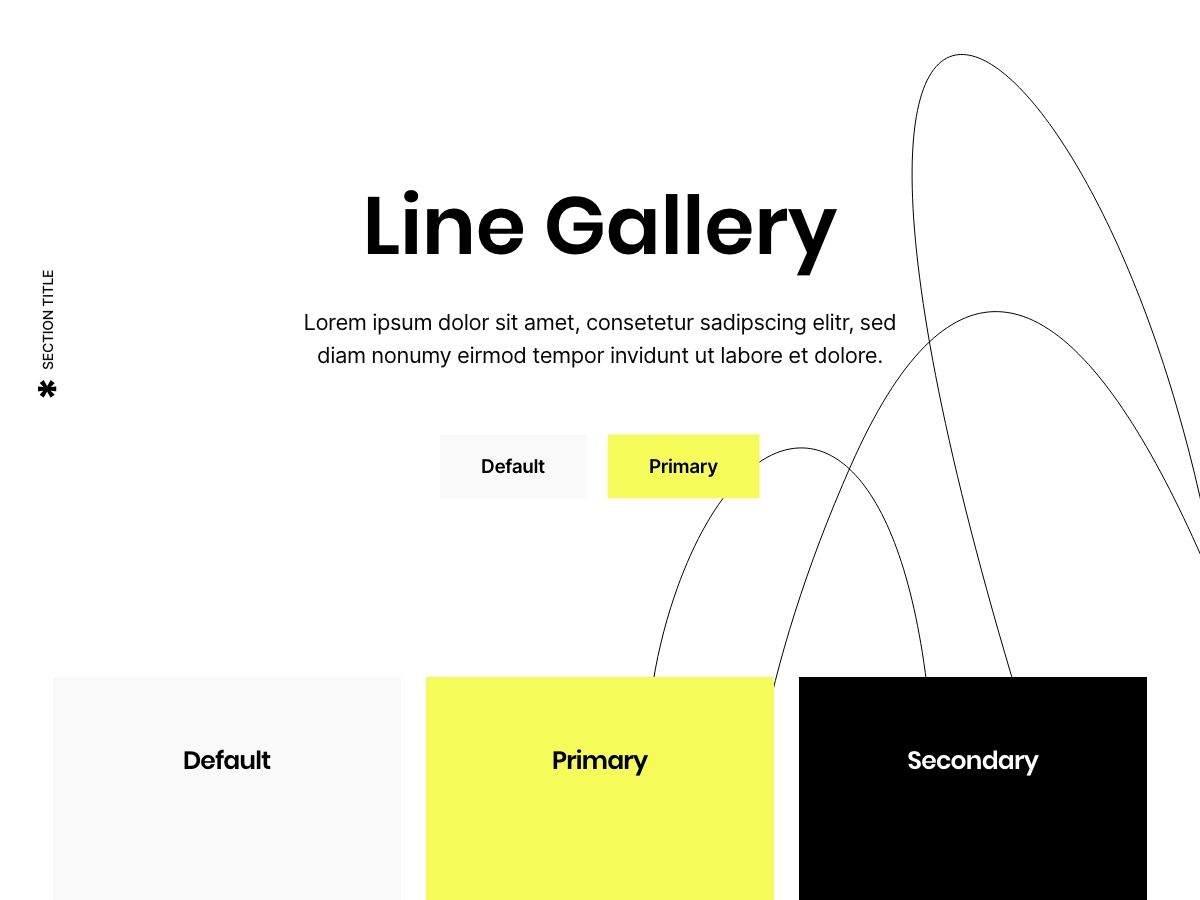 Line Gallery
SECTION TITLE
Lorem ipsum dolor sit amet, consetetur sadipscing elitr, sed
diam nonumy eirmod tempor invidunt ut labore et dolore.
Default
Primary
Default
Primary
Secondary